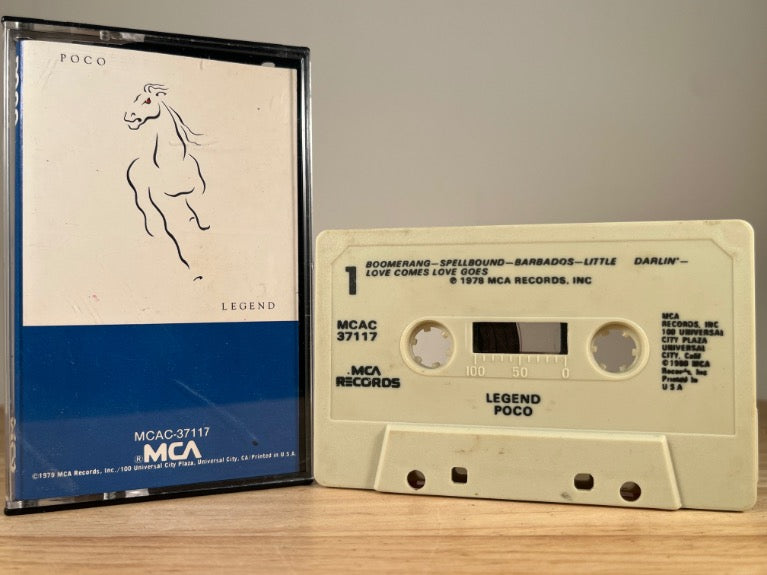 POCO
LEGEND
MCAC-37117
®MCA
©1979 MCA Records, Inc./100 Universal City Plaza, Universal City, CA/Printed in U.S.A.
1
BOOMERANG—SPELLBOUND—BARBADOS—LITTLE DARLIN'—
LOVE COMES LOVE GOES
℗ 1978 MCA RECORDS, INC
MCAC
37117
MCA
RECORDS
100 50 0
LEGEND
POCO
MCA
RECORDS, INC
100 UNIVERSAL
CITY PLAZA
UNIVERSAL
CITY, Calif
© 1980 MCA
Records, Inc
Printed in
U S A